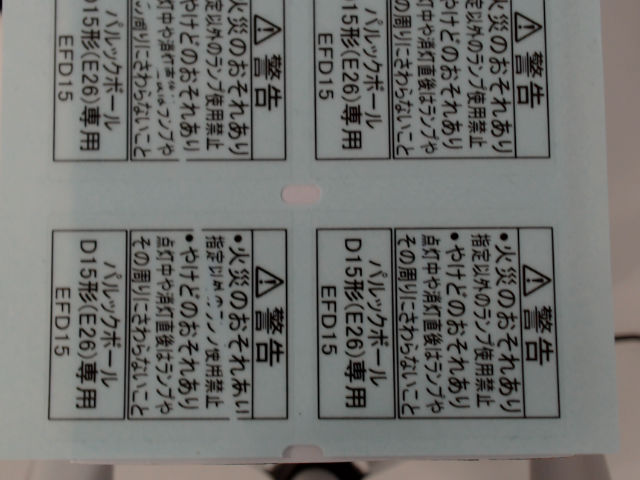 ⚠警告
火災のおそれあり
定以外のランプ使用禁止
やけどのおそれあり
灯中や消灯直後はランプや
の周りにさわらないこと
パルックボール
15形(E26)専用
EFD15
⚠警告
•火災のおそれあり
指定以外のランプ使用禁止
•やけどのおそれあり
点灯中や消灯直後はランプや
その周りにさわらないこと
パルックボール
D15形(E26)専用
EFD15
⚠警告
火災のおそれあり
定以外のランプ使用禁止
やけどのおそれあり
灯中や消灯直後はランプや
の周りにさわらないこと
パルックボール
D15形(E26)専用
EFD15
⚠警告
•火災のおそれあ
指定以外の 使用禁止
•やけどのおそれあり
点灯中や消灯直後はランプや
その周りにさわらないこと
パルックボール
D15形(E26)専用
EFD15